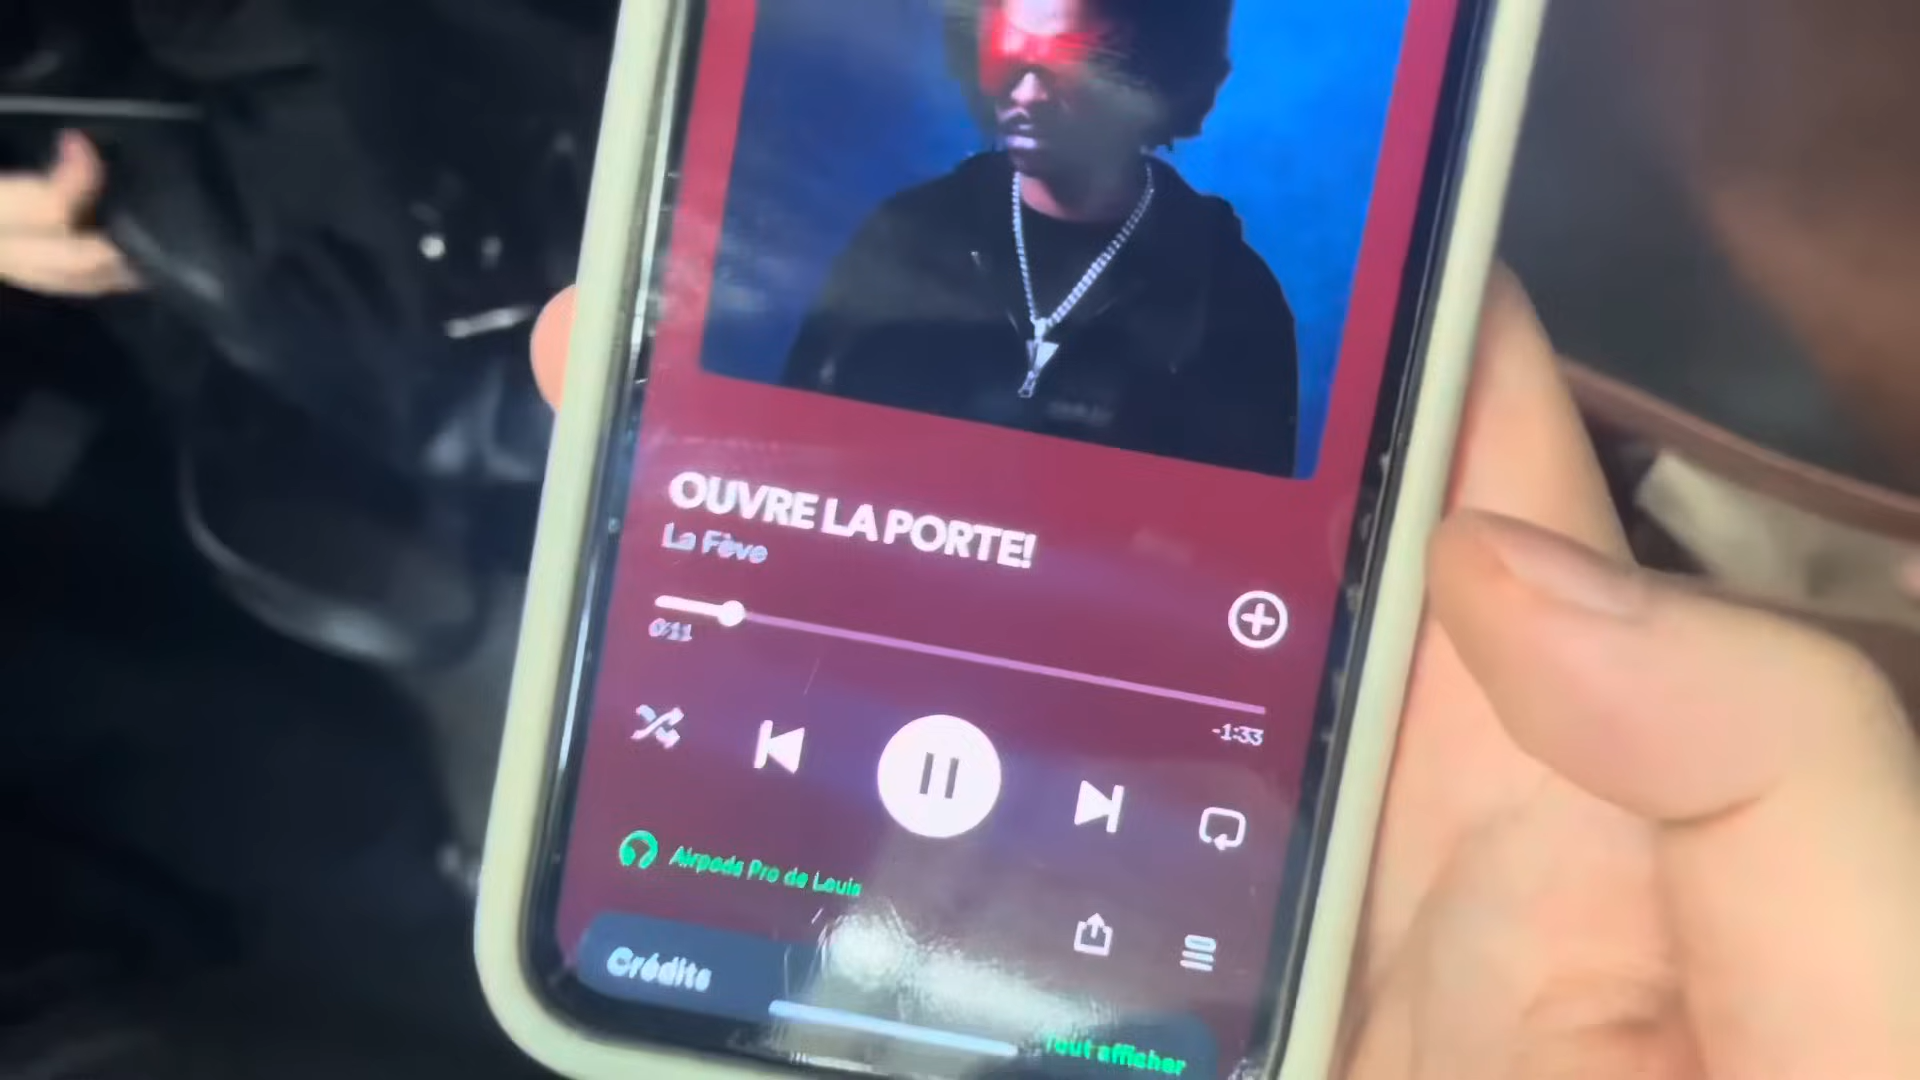 OUVRE LA PORTE!
La Fève
0:11
-1:33
Airpods Pro de Louis
Crédits
Tout afficher